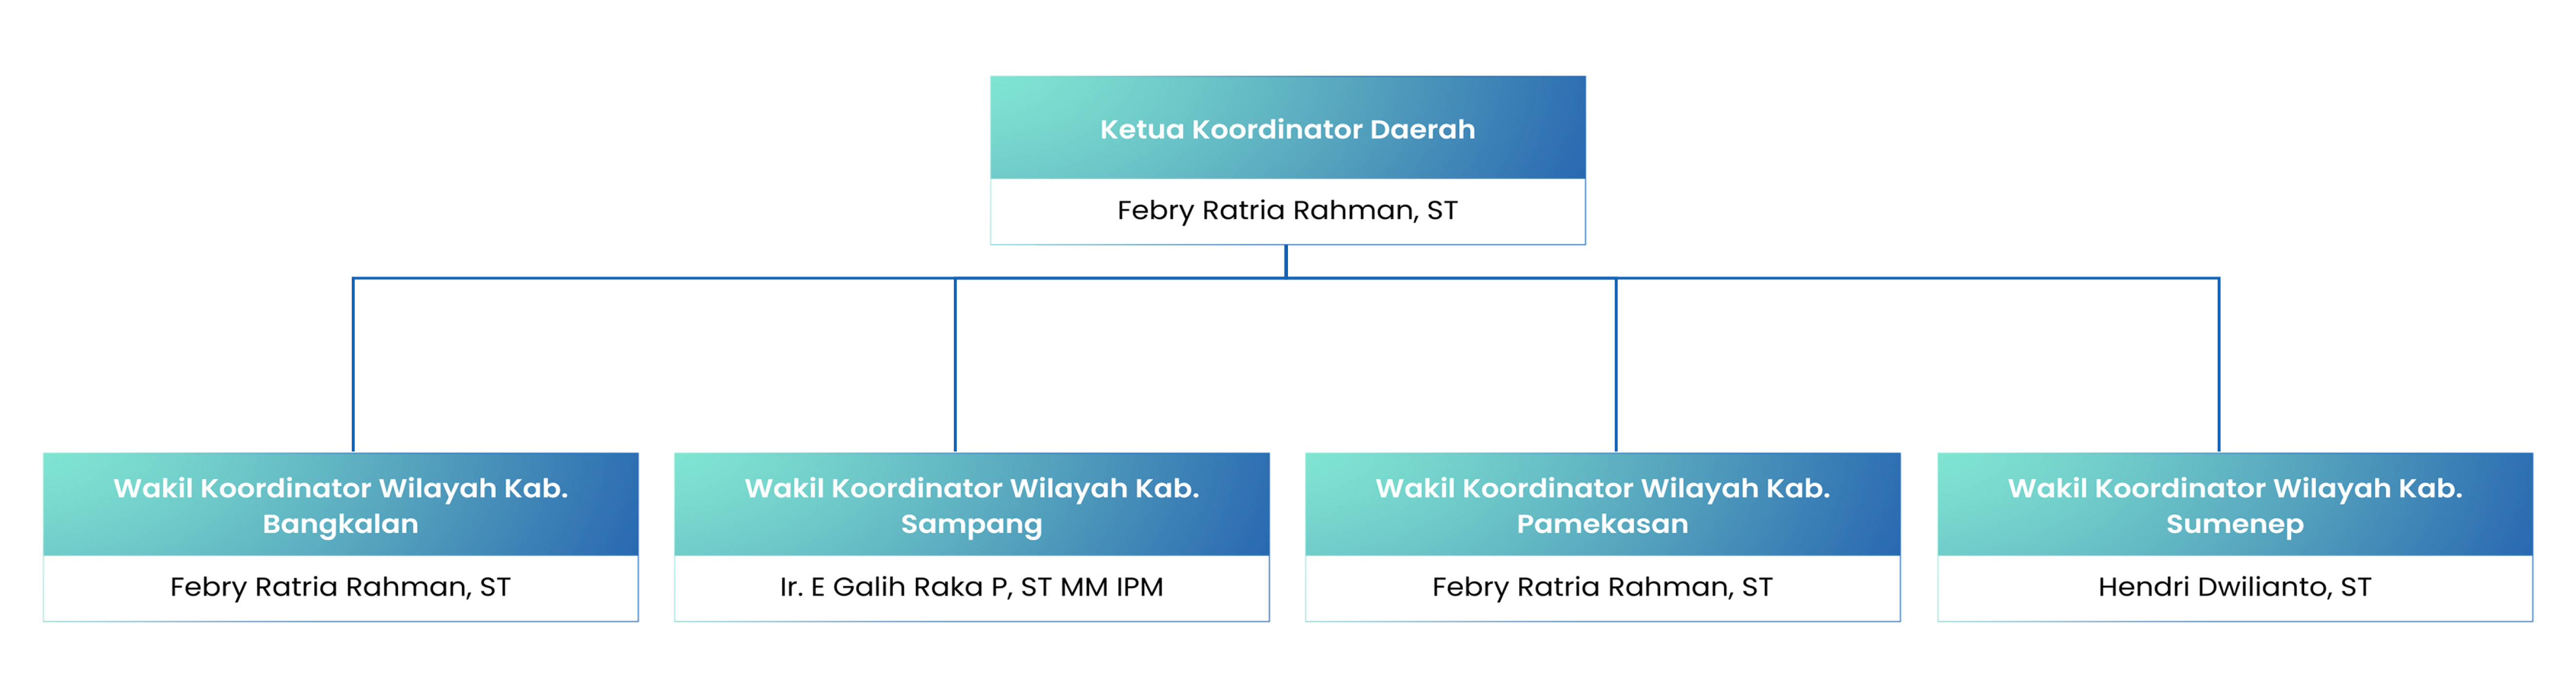 Ketua Koordinator Daerah
Febry Ratria Rahman, ST
Wakil Koordinator Wilayah Kab.
Bangkalan
Febry Ratria Rahman, ST
Wakil Koordinator Wilayah Kab.
Sampang
Ir. E Galih Raka P, ST MM IPM
Wakil Koordinator Wilayah Kab.
Pamekasan
Febry Ratria Rahman, ST
Wakil Koordinator Wilayah Kab.
Sumenep
Hendri Dwilianto, ST